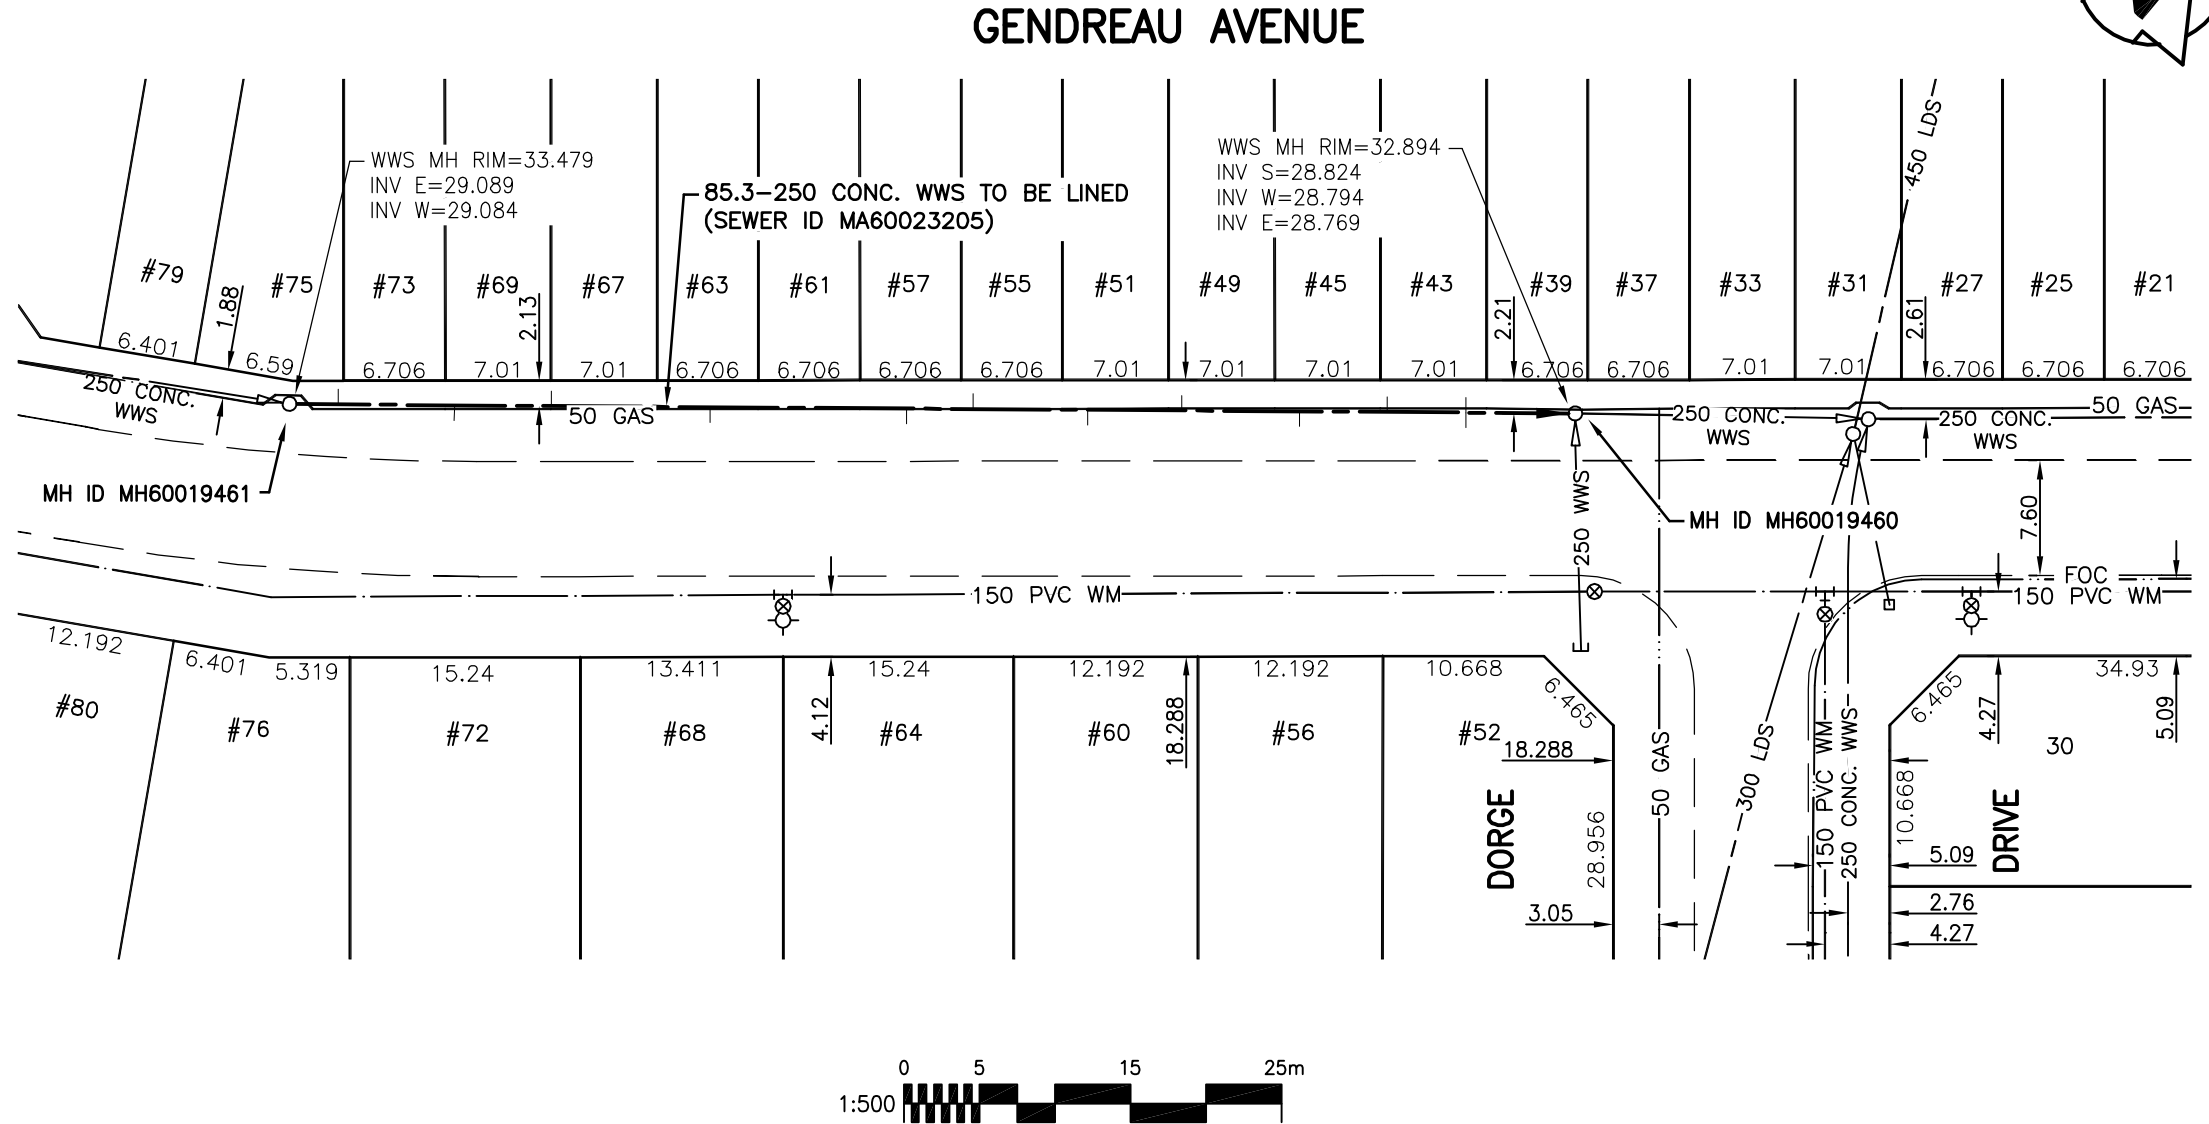 GENDREAU AVENUE
WWS MH RIM=33.479
INV E=29.089
INV W=29.084
85.3-250 CONC. WWS TO BE LINED
(SEWER ID MA60023205)
WWS MH RIM=32.894
INV S=28.824
INV W=28.794
INV E=28.769
450 LDS
#79
#75
#73
#69
#67
#63
#61
#57
#55
#51
#49
#45
#43
#39
#37
#33
#31
#27
#25
#21
1.88
2.13
2.21
2.61
6.401
6.59
6.706
7.01
7.01
6.706
6.706
6.706
6.706
7.01
7.01
7.01
7.01
6.706
6.706
7.01
7.01
6.706
6.706
6.706
250 CONC.
WWS
50 GAS
250 CONC.
WWS
250 CONC.
WWS
50 GAS
MH ID MH60019461
250 WWS
MH ID MH60019460
7.60
150 PVC WM
FOC
150 PVC WM
12.192
6.401
5.319
15.24
13.411
15.24
12.192
12.192
10.668
6.465
6.465
34.93
#80
#76
#72
#68
4.12
#64
#60
18.288
#56
#52
18.288
4.27
30
5.09
DORGE
28.956
50 GAS
300 LDS
150 PVC WM
250 CONC. WWS
10.668
DRIVE
5.09
3.05
2.76
4.27
0 5 15 25m
1:500